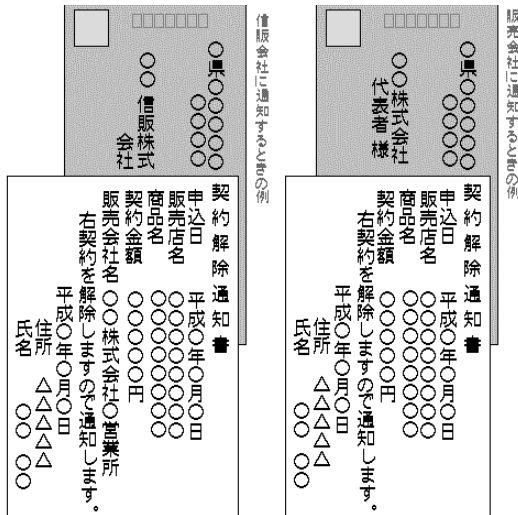 販売会社に通知するときの例
○県○○○○○
○○○○
○○株式会社
代表者 様
契約解除通知書
申込日 平成○年○月○日
販売店名 ○○○○○○○○
商品名 ○○○○○○○○
契約金額 ○○○○○円
右契約を解除しますので通知します。
平成○年○月○日
住所 △△△△△
氏名 ○○ ○○
信販会社に通知するときの例
○県○○○○○
○○○○
○○ 信販株式
会社
契約解除通知書
申込日 平成○年○月○日
販売店名 ○○○○○○○○
商品名 ○○○○○○○○
契約金額 ○○○○○円
販売会社名 ○○株式会社○営業所
右契約を解除しますので通知します。
平成○年○月○日
住所 △△△△△
氏名 ○○ ○○